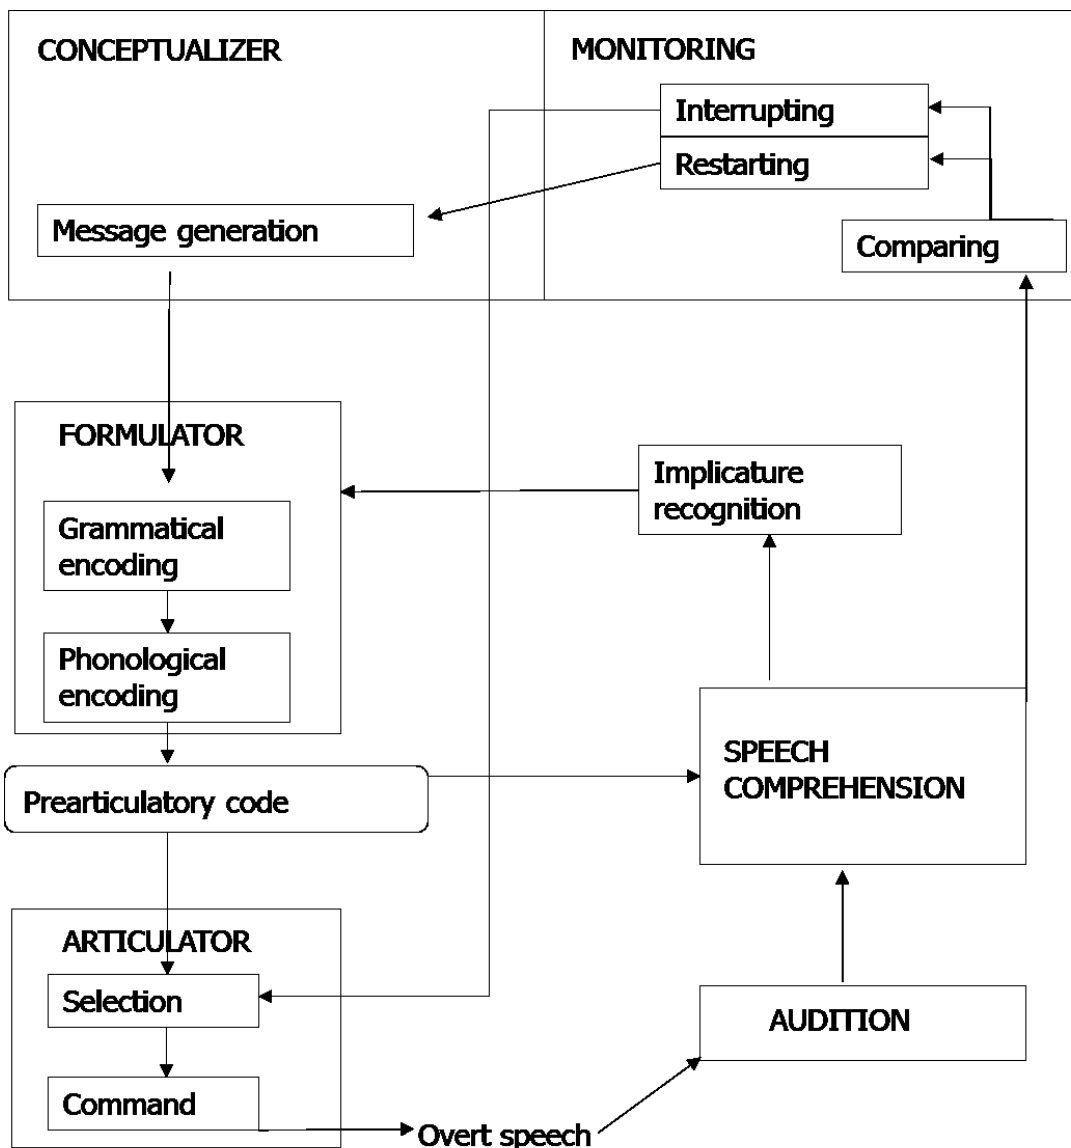 CONCEPTUALIZER
MONITORING
Interrupting
Restarting
Message generation
Comparing
FORMULATOR
Implicature
recognition
Grammatical
encoding
Phonological
encoding
SPEECH
COMPREHENSION
Prearticulatory code
ARTICULATOR
Selection
AUDITION
Command
Overt speech